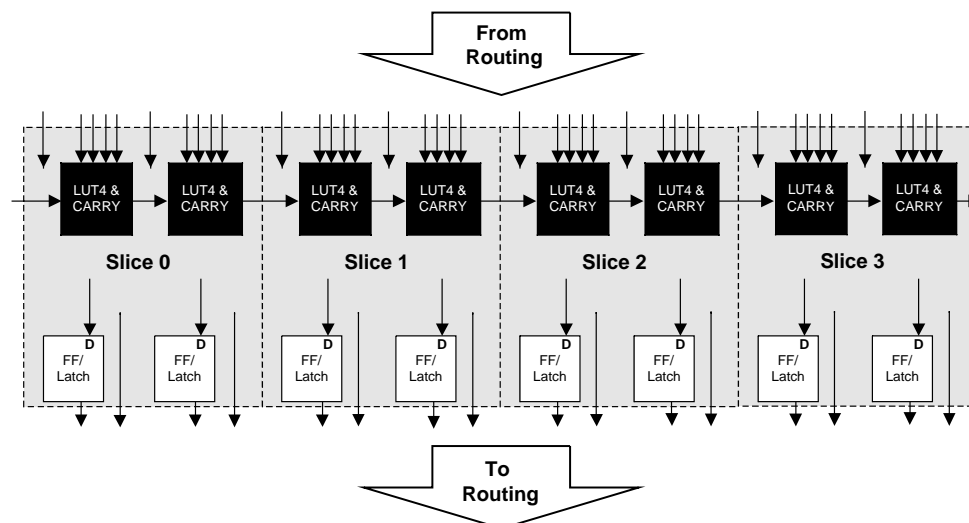 From
Routing
LUT4 &
CARRY
LUT4 &
CARRY
LUT4 &
CARRY
LUT4 &
CARRY
LUT4 &
CARRY
LUT4 &
CARRY
LUT4 &
CARRY
LUT4 &
CARRY
Slice 0
Slice 1
Slice 2
Slice 3
D
FF/
Latch
D
FF/
Latch
D
FF/
Latch
D
FF/
Latch
D
FF/
Latch
D
FF/
Latch
D
FF/
Latch
D
FF/
Latch
To
Routing